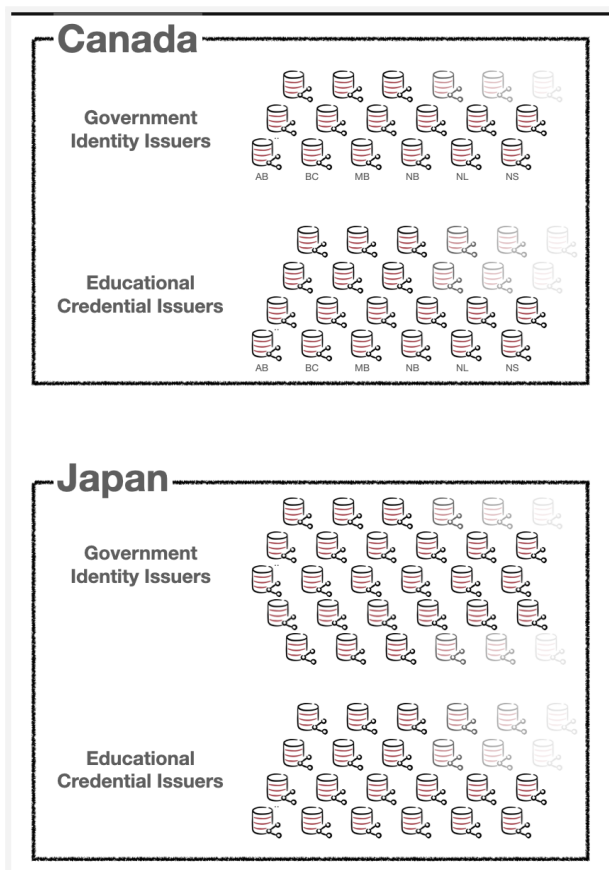 Canada
Government
Identity Issuers
AB BC MB NB NL NS
Educational
Credential Issuers
AB BC MB NB NL NS
Japan
Government
Identity Issuers
Educational
Credential Issuers